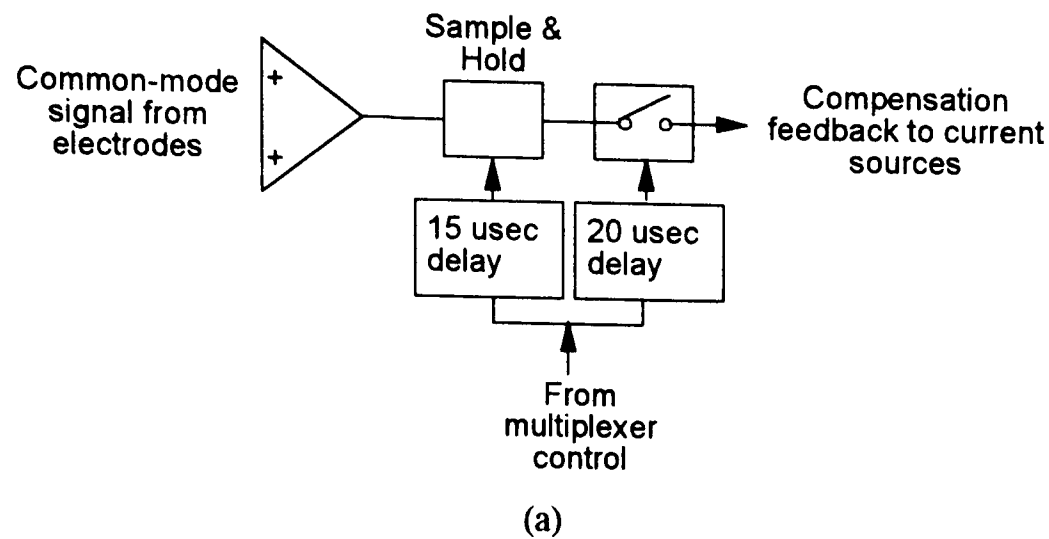 Sample &
Hold
Common-mode
signal from
electrodes
+
+
Compensation
feedback to current
sources
15 usec
delay
20 usec
delay
From
multiplexer
control
(a)